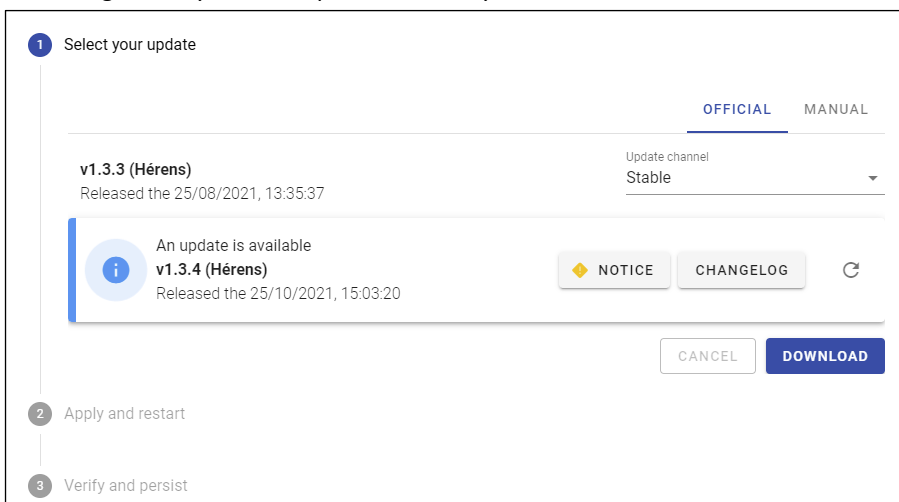 1 Select your update
OFFICIAL MANUAL
v1.3.3 (Hérens)
Released the 25/08/2021, 13:35:37
Update channel
Stable
An update is available
v1.3.4 (Hérens)
Released the 25/10/2021, 15:03:20
NOTICE CHANGELOG
CANCEL DOWNLOAD
2 Apply and restart
3 Verify and persist